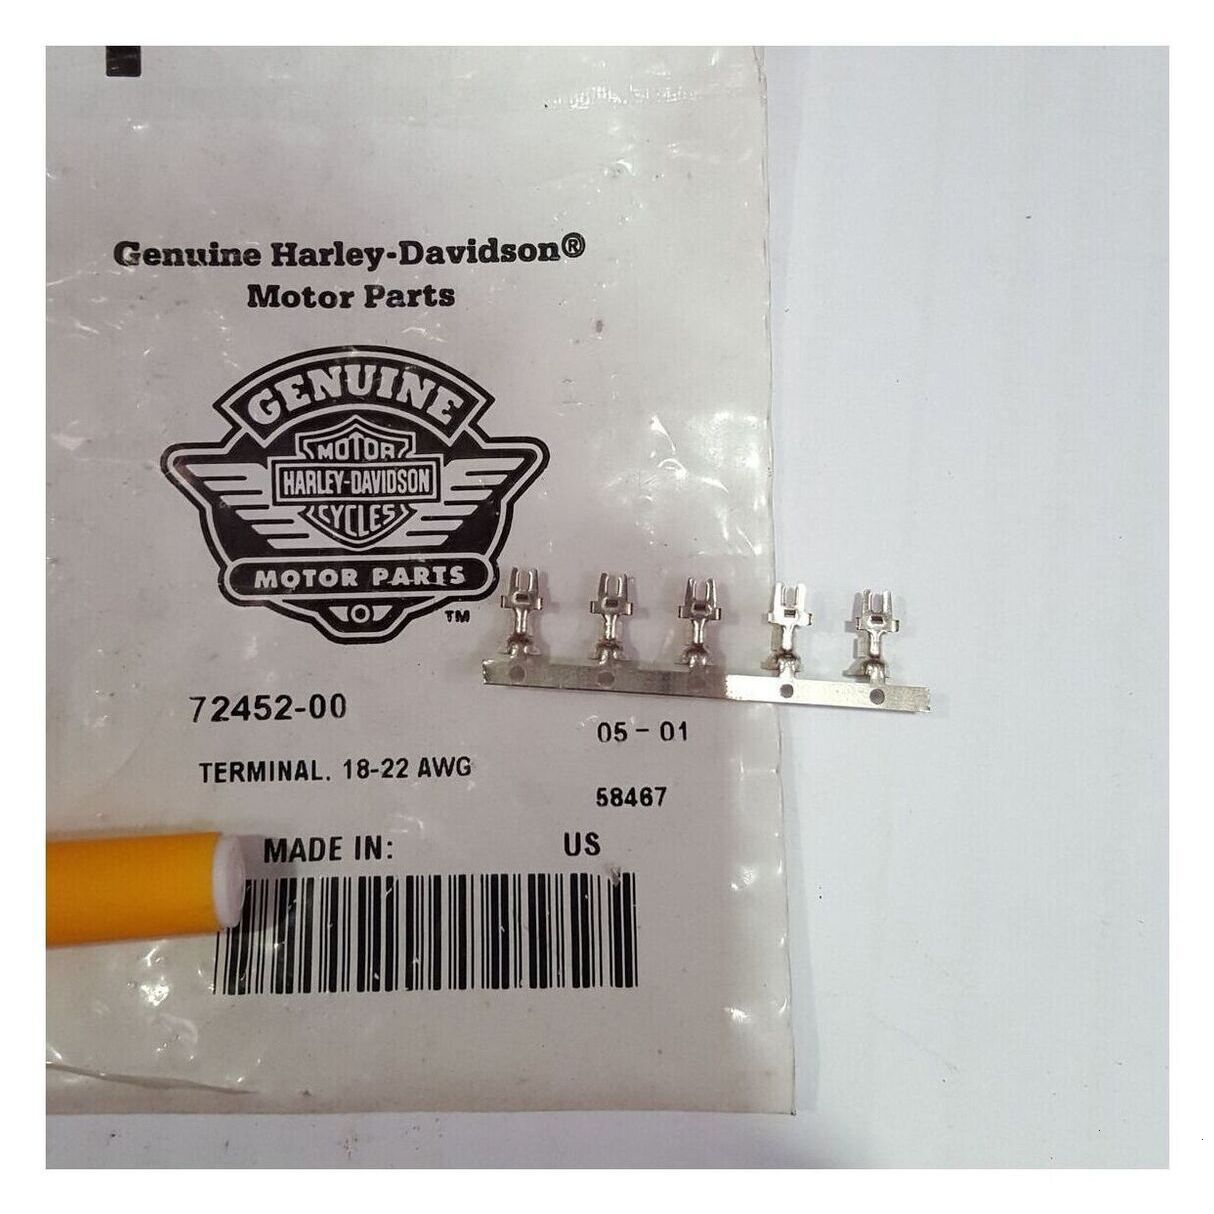 Genuine Harley-Davidson®
Motor Parts
GENUINE
MOTOR
HARLEY-DAVIDSON
CYCLES
MOTOR PARTS
TM
72452-00
05-01
TERMINAL. 18-22 AWG
58467
MADE IN: US